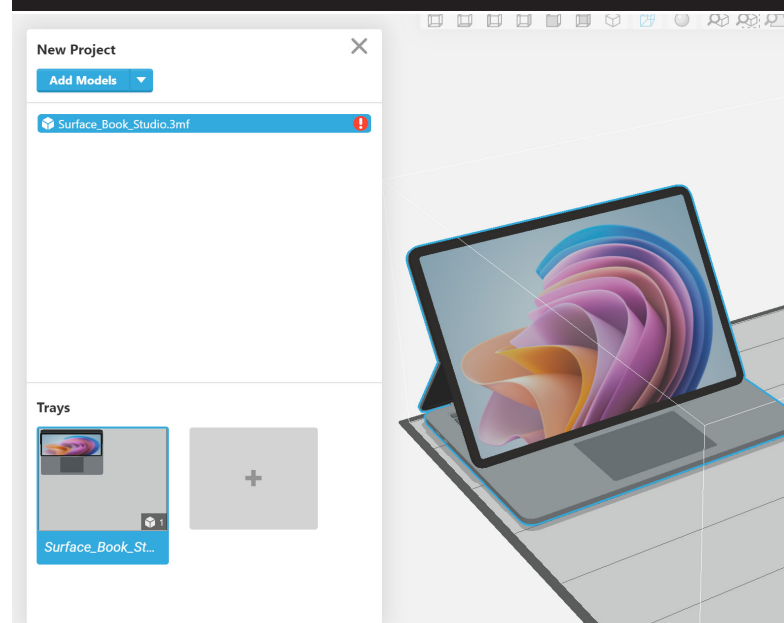 New Project
Add Models
Surface_Book_Studio.3mf
Trays
1
Surface_Book_St...